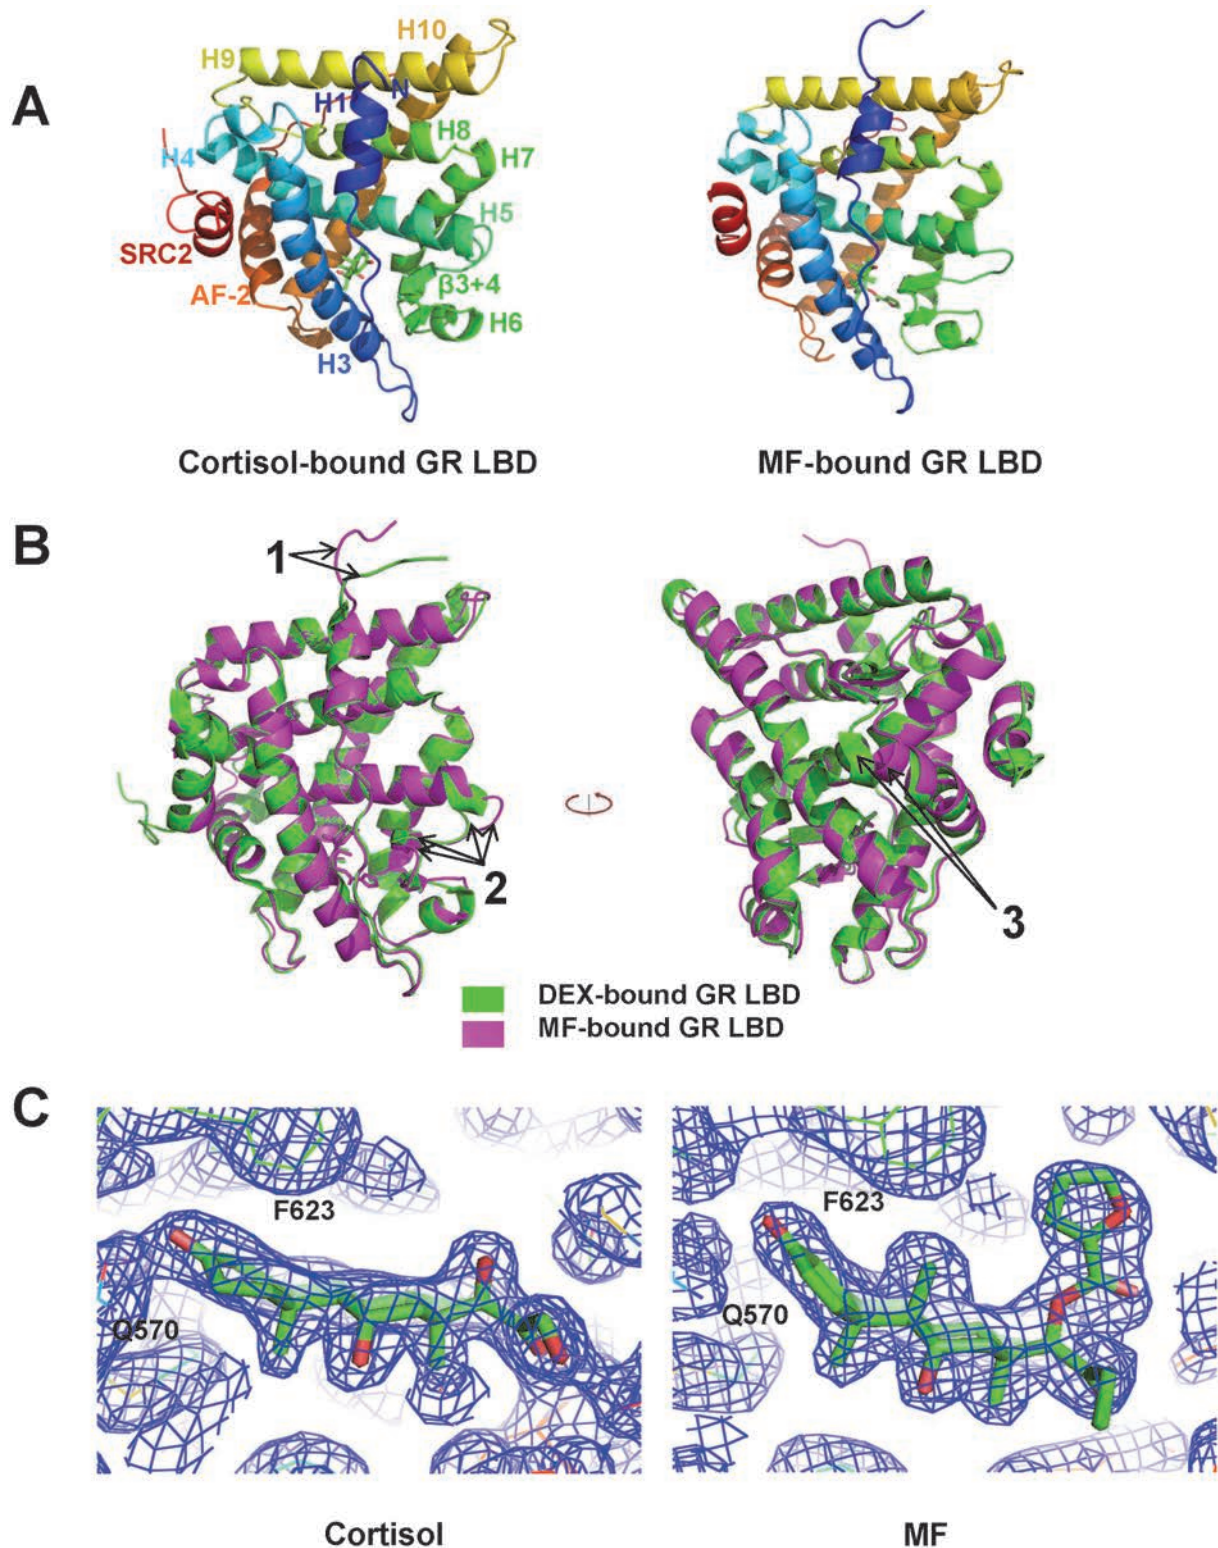 A
H10
H9
H1
N
H8
H4
H7
H5
SRC2
β3+4
AF-2
H6
H3
Cortisol-bound GR LBD
MF-bound GR LBD
B
1
2
3
DEX-bound GR LBD
MF-bound GR LBD
C
F623
F623
Q570
Q570
Cortisol
MF